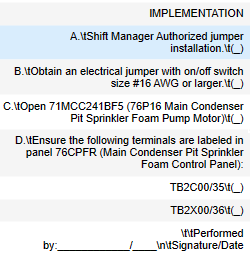 IMPLEMENTATION
A.\tShift Manager Authorized jumper
installation.\t(_)
B.\tObtain an electrical jumper with on/off switch
size #16 AWG or larger.\t(_)
C.\tOpen 71MCC241BF5 (76P16 Main Condenser
Pit Sprinkler Foam Pump Motor)\t(_)
D.\tEnsure the following terminals are labeled in
panel 76CPFR (Main Condenser Pit Sprinkler
Foam Control Panel):
TB2C00/35\t(_)
TB2X00/36\t(_)
\t\tPerformed
by:_____________/____\n\tSignature/Date